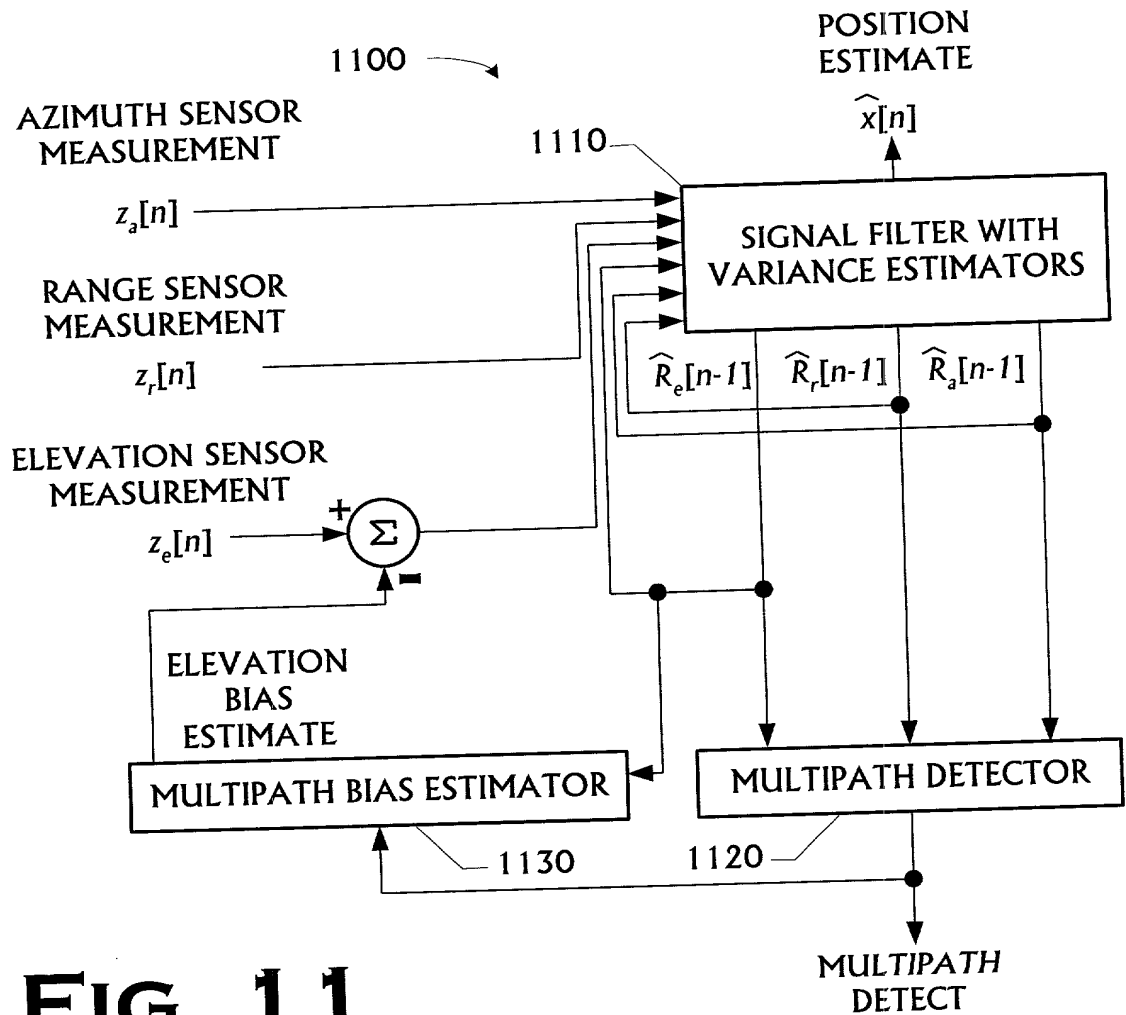 1100
POSITION
ESTIMATE
x̂[n]
AZIMUTH SENSOR
MEASUREMENT
z_a[n]
1110
SIGNAL FILTER WITH
VARIANCE ESTIMATORS
RANGE SENSOR
MEASUREMENT
z_r[n]
R̂_e[n-1] R̂_r[n-1] R̂_a[n-1]
ELEVATION SENSOR
MEASUREMENT
z_e[n]
+
Σ
-
ELEVATION
BIAS
ESTIMATE
MULTIPATH BIAS ESTIMATOR
MULTIPATH DETECTOR
1130
1120
MULTIPATH
DETECT
FIG. 11